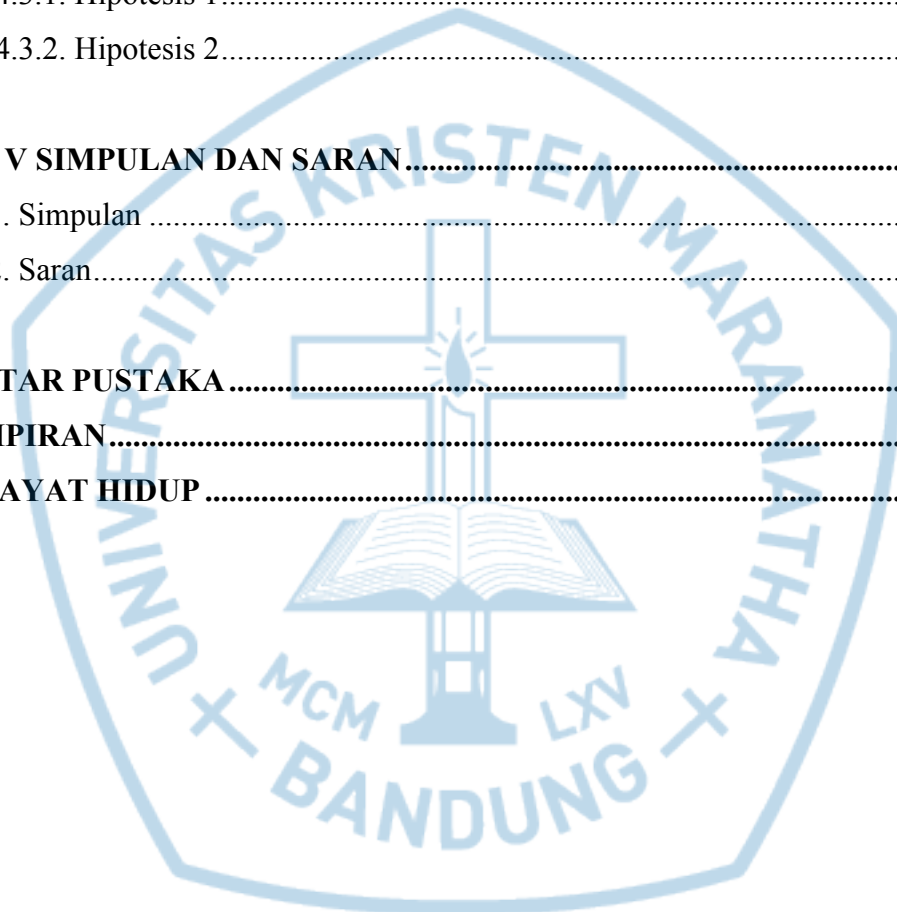 4.3.1. Hipotesis 1................................................................
4.3.2. Hipotesis 2................................................................
V SIMPULAN DAN SARAN................................................................
. Simpulan ................................................................
. Saran................................................................
TAR PUSTAKA ................................................................
IPIRAN................................................................
AYAT HIDUP ................................................................
UNIVERSITAS KRISTEN MARANATHA
MCM LXV
BANDUNG